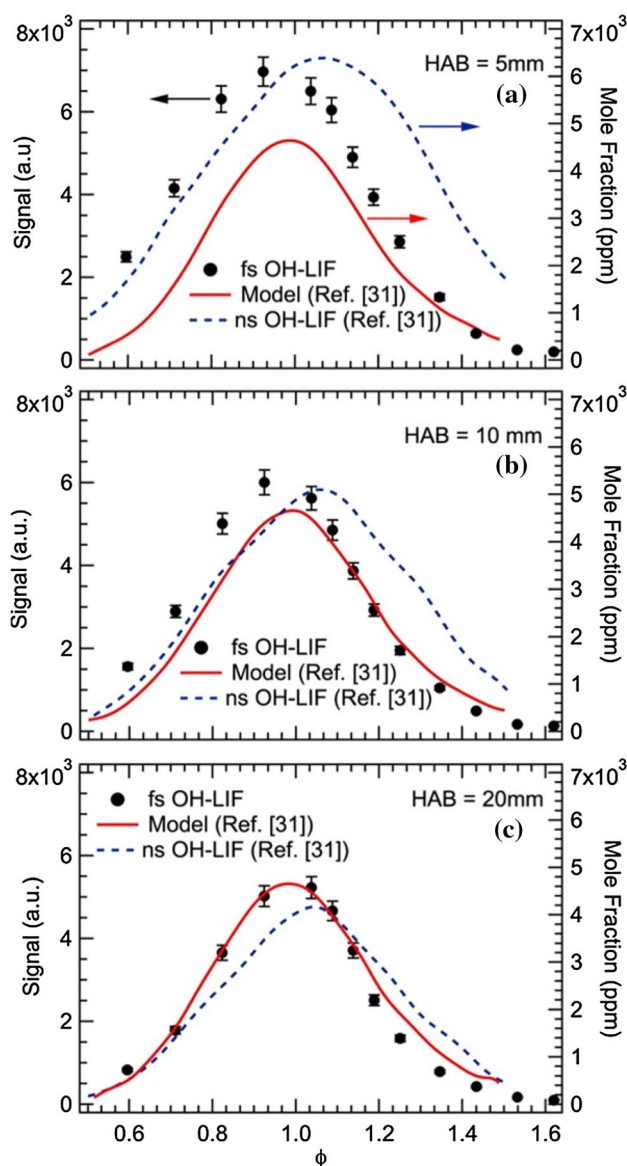 8x10³
6
4
2
0
Signal (a.u)
HAB = 5mm
(a)
fs OH-LIF
Model (Ref. [31])
ns OH-LIF (Ref. [31])
7x10³
6
5
4
3
2
1
0
Mole Fraction (ppm)
8x10³
6
4
2
0
Signal (a.u.)
HAB = 10 mm
(b)
fs OH-LIF
Model (Ref. [31])
ns OH-LIF (Ref. [31])
7x10³
6
5
4
3
2
1
0
Mole Fraction (ppm)
8x10³
6
4
2
0
Signal (a.u.)
fs OH-LIF
Model (Ref. [31])
ns OH-LIF (Ref. [31])
HAB = 20mm
(c)
7x10³
6
5
4
3
2
1
0
Mole Fraction (ppm)
0.6 0.8 1.0 1.2 1.4 1.6
ϕ